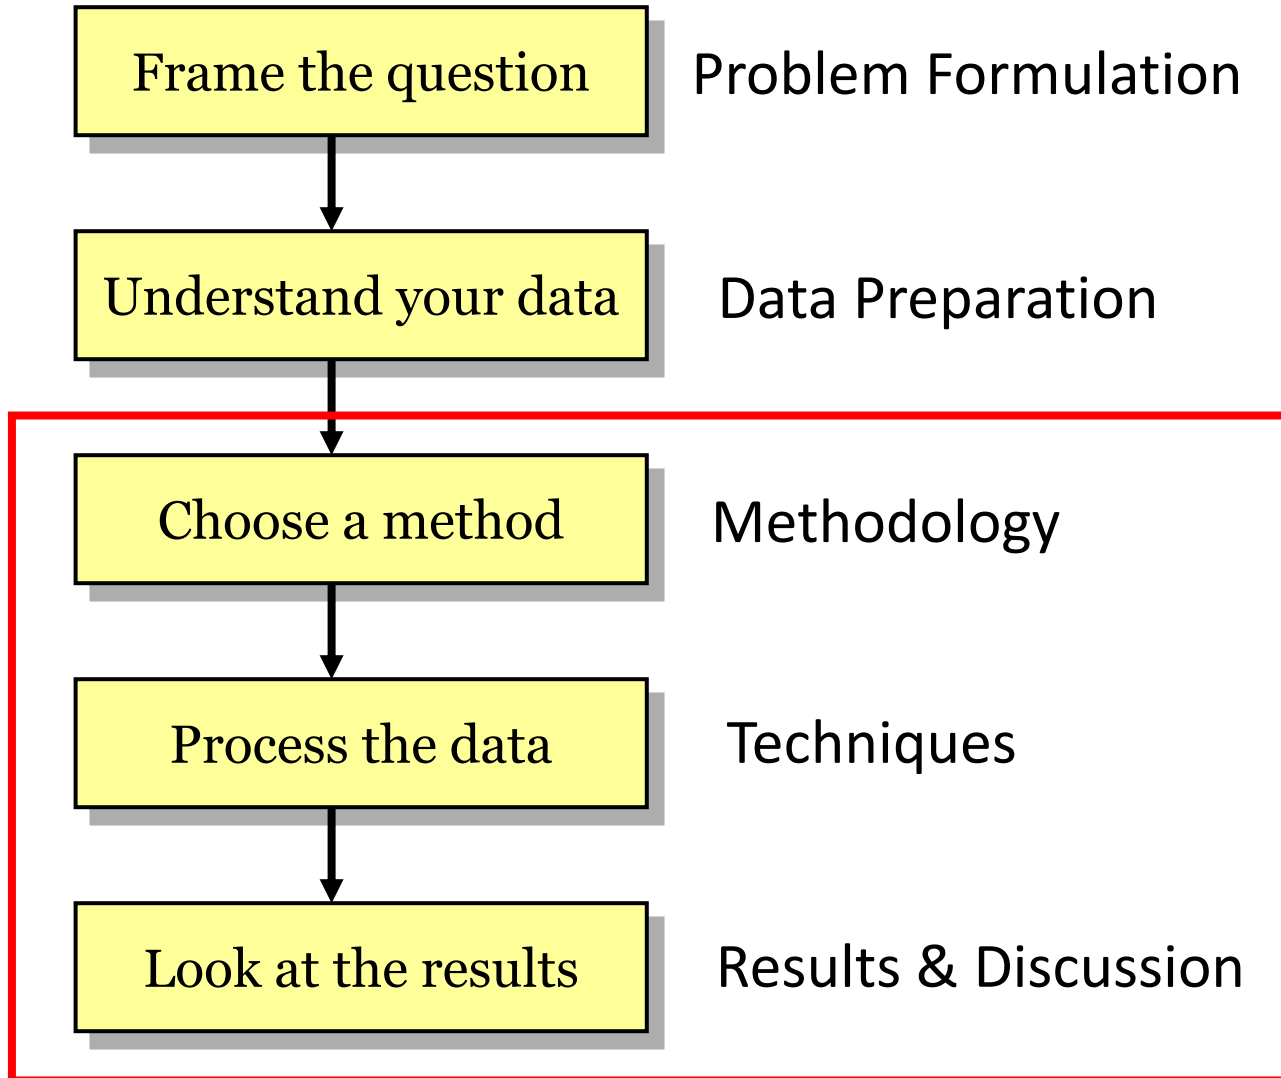 Frame the question
Problem Formulation
Understand your data
Data Preparation
Choose a method
Methodology
Process the data
Techniques
Look at the results
Results & Discussion